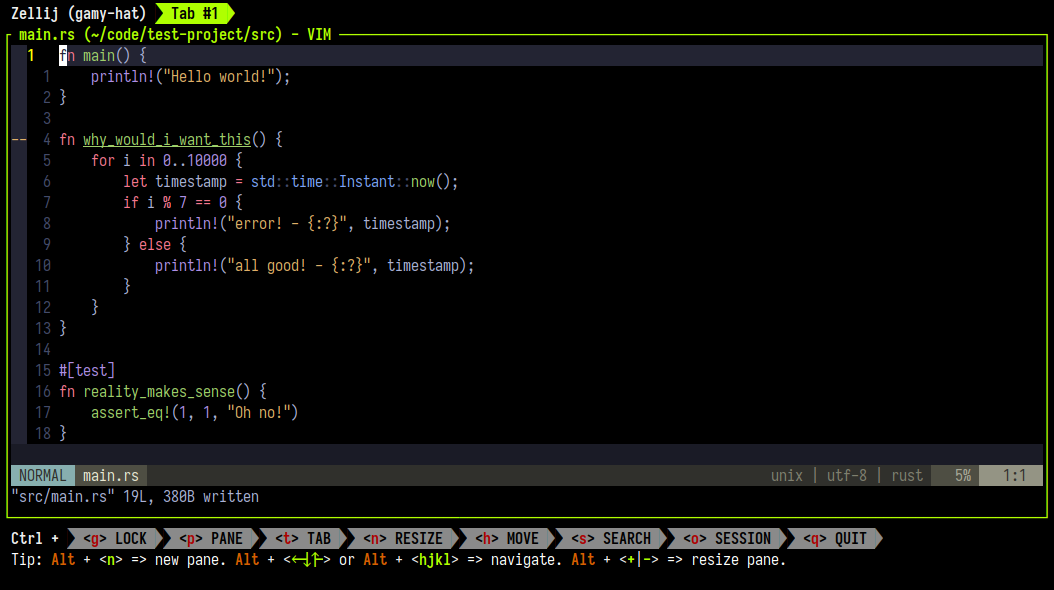 Zellij (gamy-hat) Tab #1
main.rs (~/code/test-project/src) - VIM
1 fn main() {
1 println!("Hello world!");
2 }
3
-- 4 fn why_would_i_want_this() {
5 for i in 0..10000 {
6 let timestamp = std::time::Instant::now();
7 if i % 7 == 0 {
8 println!("error! - {:?}", timestamp);
9 } else {
10 println!("all good! - {:?}", timestamp);
11 }
12 }
13 }
14
15 #[test]
16 fn reality_makes_sense() {
17 assert_eq!(1, 1, "Oh no!")
18 }
NORMAL main.rs unix | utf-8 | rust 5% 1:1
"src/main.rs" 19L, 380B written
Ctrl + <g> LOCK <p> PANE <t> TAB <n> RESIZE <h> MOVE <s> SEARCH <o> SESSION <q> QUIT
Tip: Alt + <n> => new pane. Alt + <←↓↑→> or Alt + <hjkl> => navigate. Alt + <+|-> => resize pane.